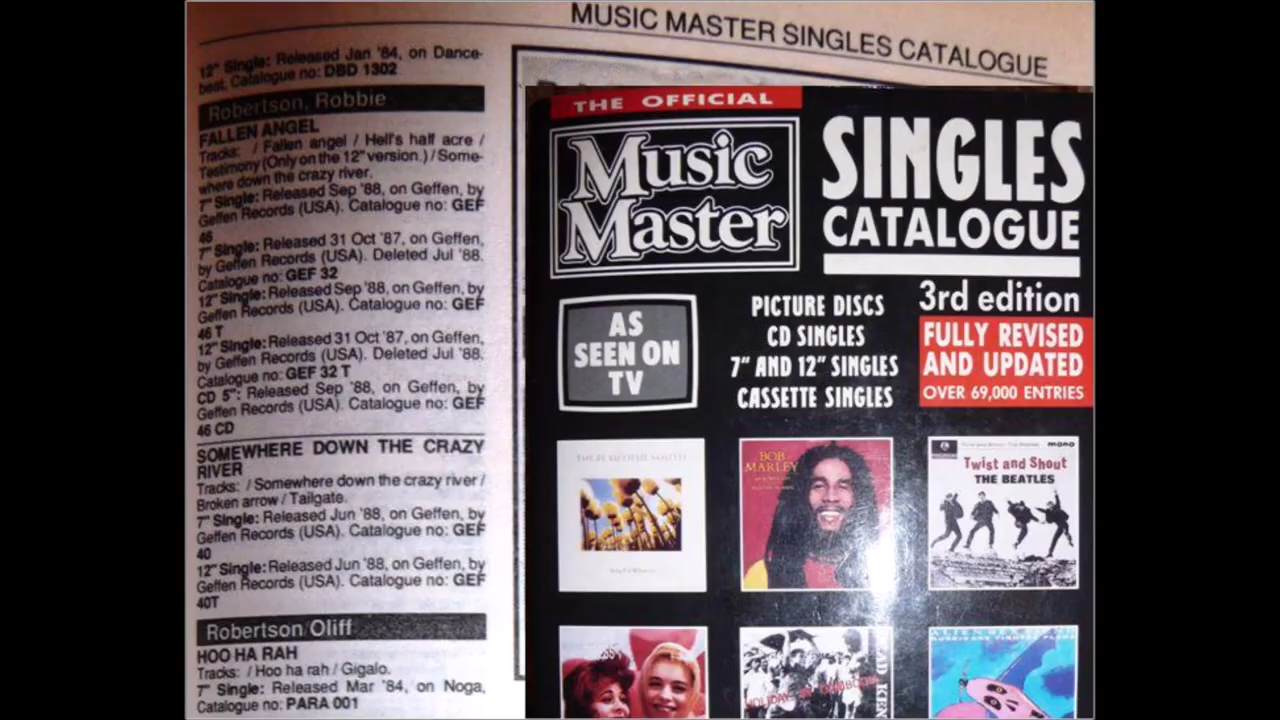 MUSIC MASTER SINGLES CATALOGUE
12" Single: Released Jan '84, on Dance-
beat, Catalogue no: DBD 1302
Robertson, Robbie
FALLEN ANGEL
Tracks: / Fallen angel / Hell's half acre /
Testimony (Only on the 12" version.) / Some-
where down the crazy river.
7" Single: Released Sep '88, on Geffen, by
Geffen Records (USA). Catalogue no: GEF
46
7" Single: Released 31 Oct '87, on Geffen,
by Geffen Records (USA). Deleted Jul '88.
Catalogue no: GEF 32
12" Single: Released Sep '88, on Geffen, by
Geffen Records (USA). Catalogue no: GEF
46 T
12" Single: Released 31 Oct '87, on Geffen,
by Geffen Records (USA). Deleted Jul '88.
Catalogue no: GEF 32 T
CD 5": Released Sep '88, on Geffen, by
Geffen Records (USA). Catalogue no: GEF
46 CD
SOMEWHERE DOWN THE CRAZY
RIVER
Tracks: / Somewhere down the crazy river /
Broken arrow / Tailgate.
7" Single: Released Jun '88, on Geffen, by
Geffen Records (USA). Catalogue no: GEF
40
12" Single: Released Jun '88, on Geffen, by
Geffen Records (USA). Catalogue no: GEF
40T
Robertson Oliff
HOO HA RAH
Tracks: / Hoo ha rah / Gigalo.
7" Single: Released Mar '84, on Noga,
Catalogue no: PARA 001
THE OFFICIAL
Music
Master
SINGLES
CATALOGUE
AS
SEEN ON
TV
PICTURE DISCS
CD SINGLES
7" AND 12" SINGLES
CASSETTE SINGLES
3rd edition
FULLY REVISED
AND UPDATED
OVER 69,000 ENTRIES
THE BEAUTIFUL SOUTH
BOB
MARLEY
mono
Twist and Shout
THE BEATLES
HOLIDAY IN CAMBODIA